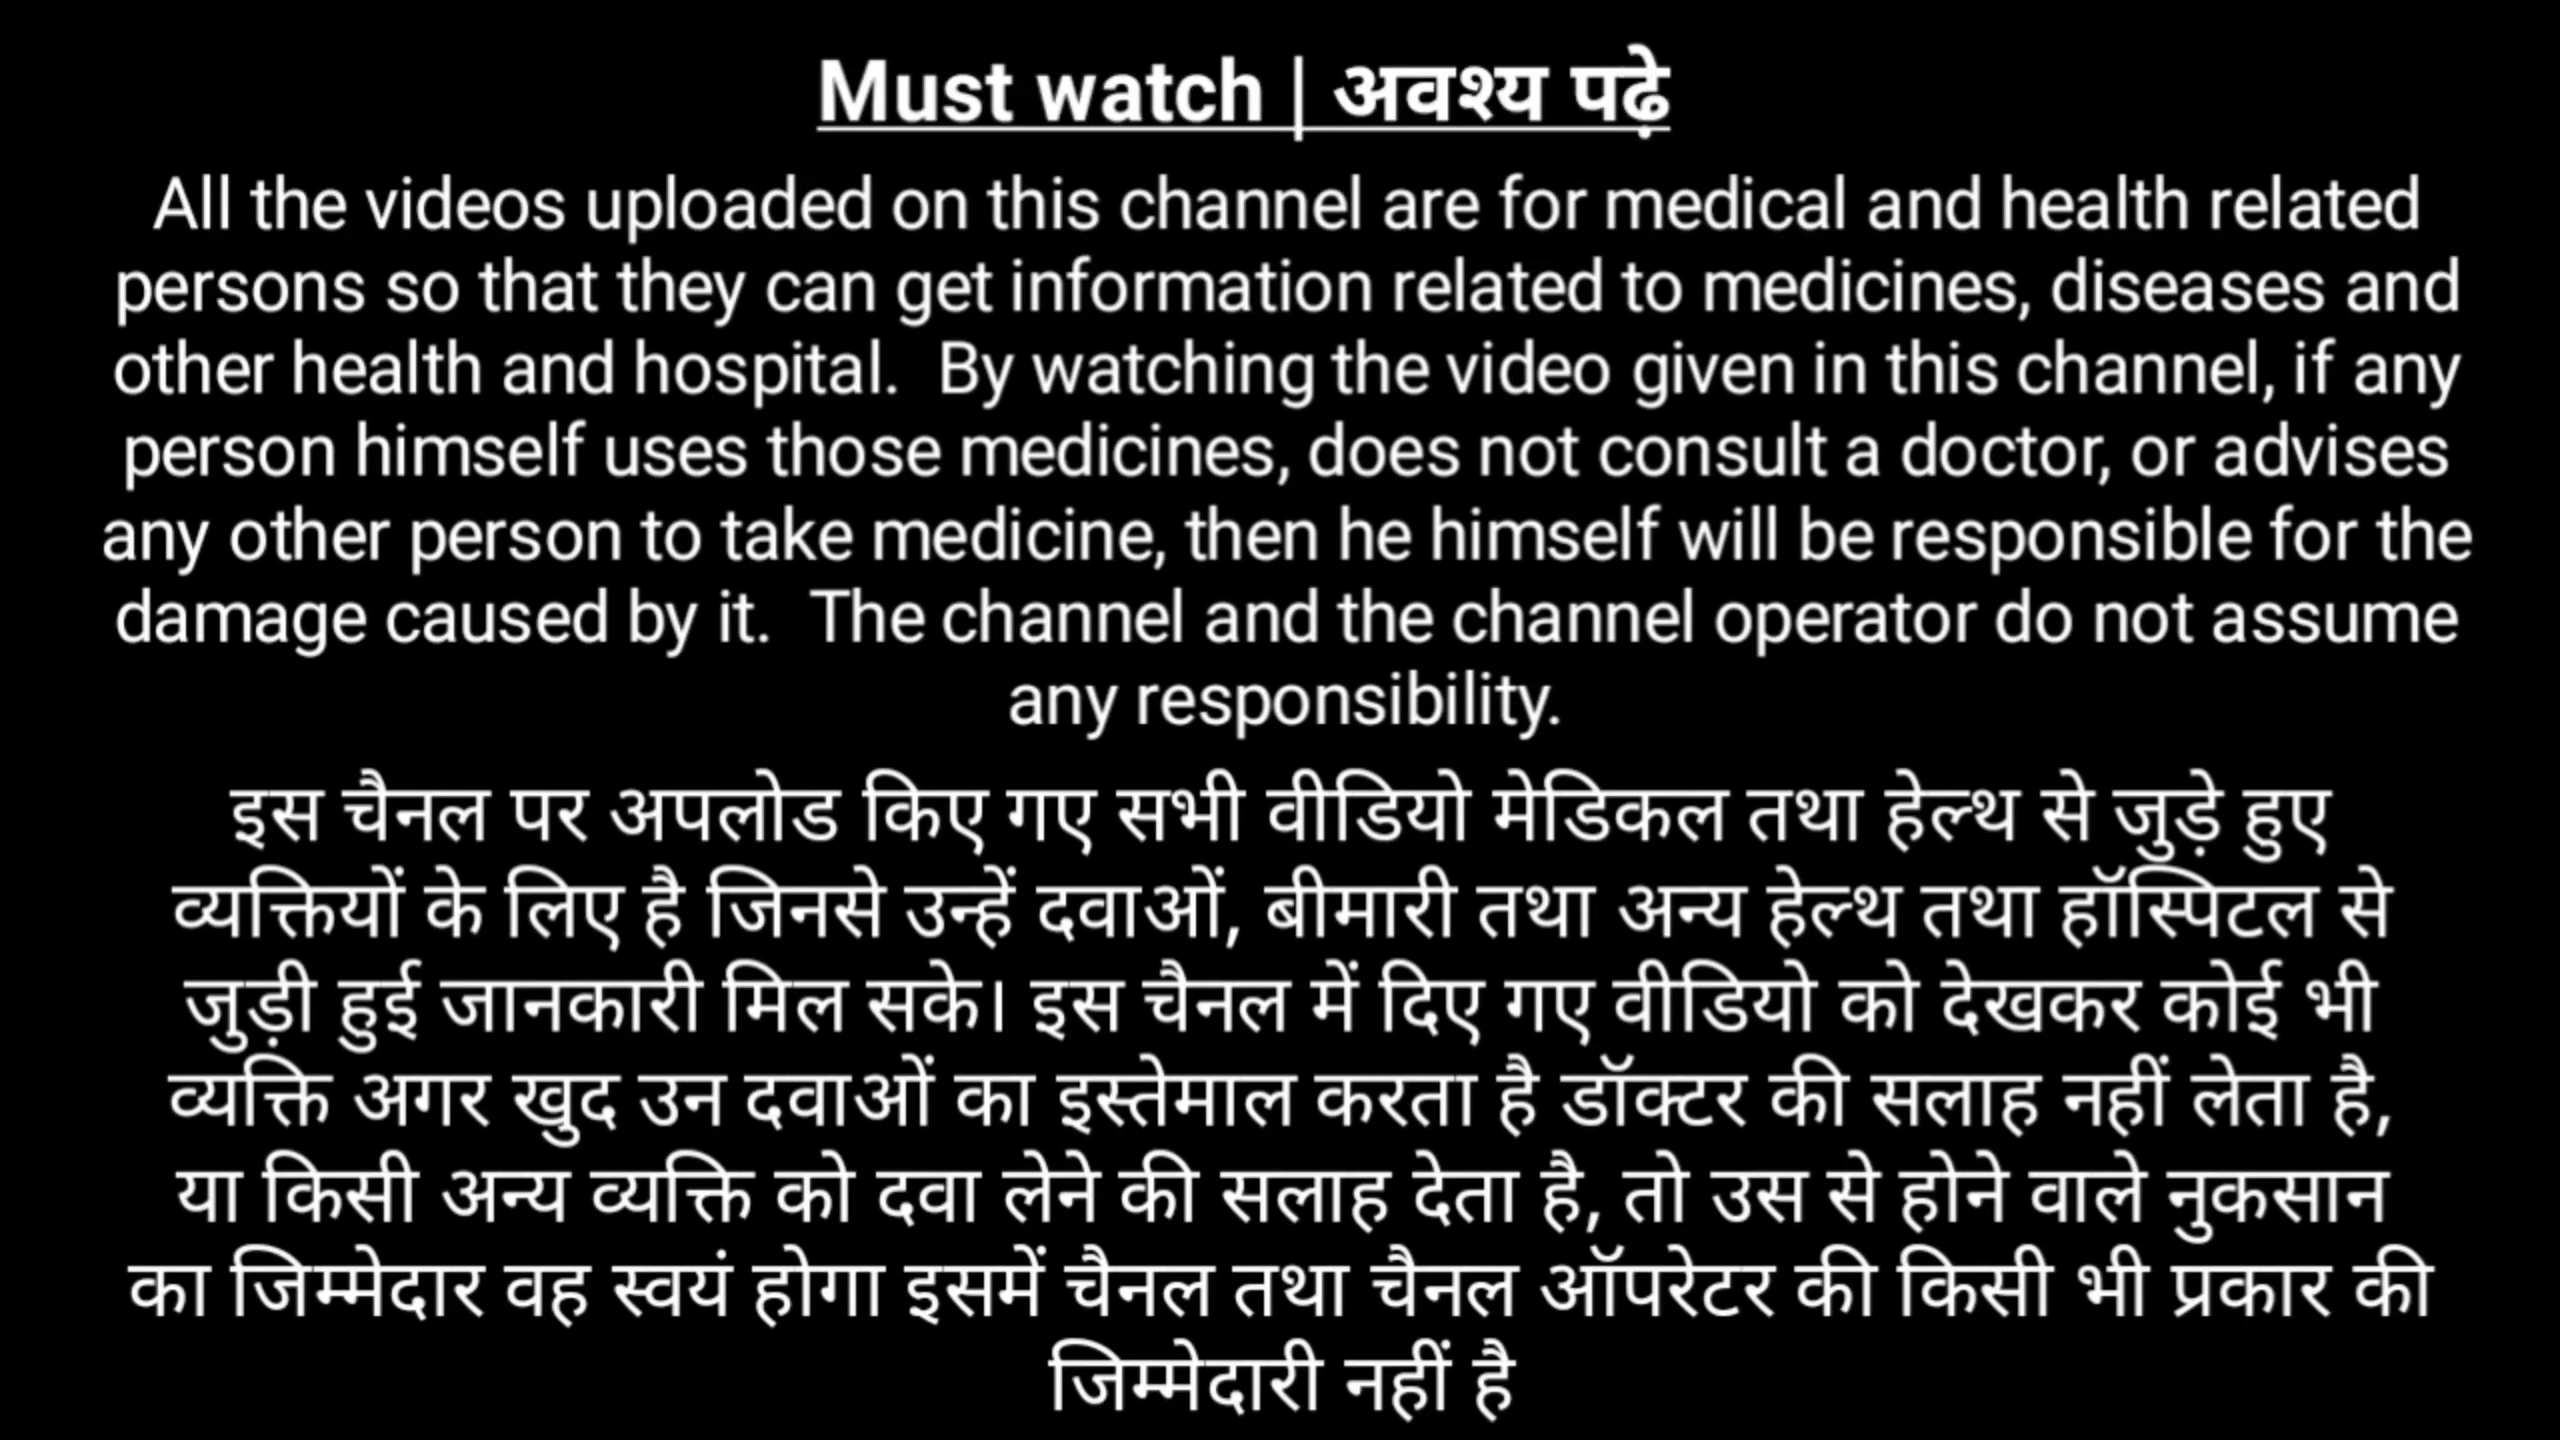 Must watch | अवश्य पढ़े
All the videos uploaded on this channel are for medical and health related
persons so that they can get information related to medicines, diseases and
other health and hospital.  By watching the video given in this channel, if any
person himself uses those medicines, does not consult a doctor, or advises
any other person to take medicine, then he himself will be responsible for the
damage caused by it.  The channel and the channel operator do not assume
any responsibility.
इस चैनल पर अपलोड किए गए सभी वीडियो मेडिकल तथा हेल्थ से जुड़े हुए
व्यक्तियों के लिए है जिनसे उन्हें दवाओं, बीमारी तथा अन्य हेल्थ तथा हॉस्पिटल से
जुड़ी हुई जानकारी मिल सके। इस चैनल में दिए गए वीडियो को देखकर कोई भी
व्यक्ति अगर खुद उन दवाओं का इस्तेमाल करता है डॉक्टर की सलाह नहीं लेता है,
या किसी अन्य व्यक्ति को दवा लेने की सलाह देता है, तो उस से होने वाले नुकसान
का जिम्मेदार वह स्वयं होगा इसमें चैनल तथा चैनल ऑपरेटर की किसी भी प्रकार की
जिम्मेदारी नहीं है